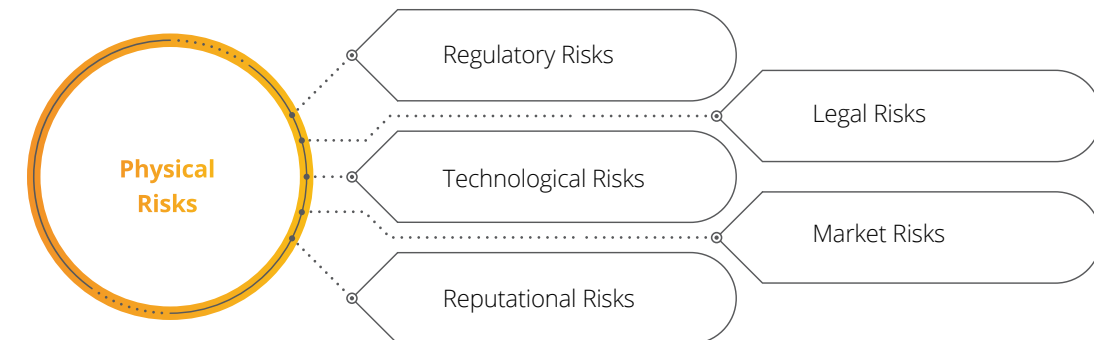 Physical
Risks
Regulatory Risks
Legal Risks
Technological Risks
Market Risks
Reputational Risks